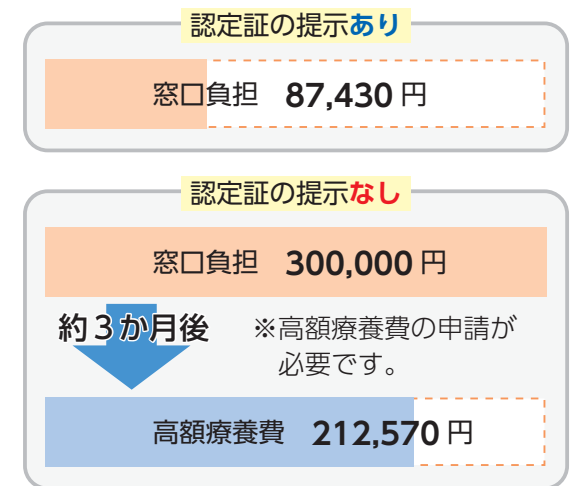 認定証の提示あり
窓口負担 87,430 円
認定証の提示なし
窓口負担 300,000 円
約3か月後
※高額療養費の申請が
必要です。
高額療養費 212,570 円